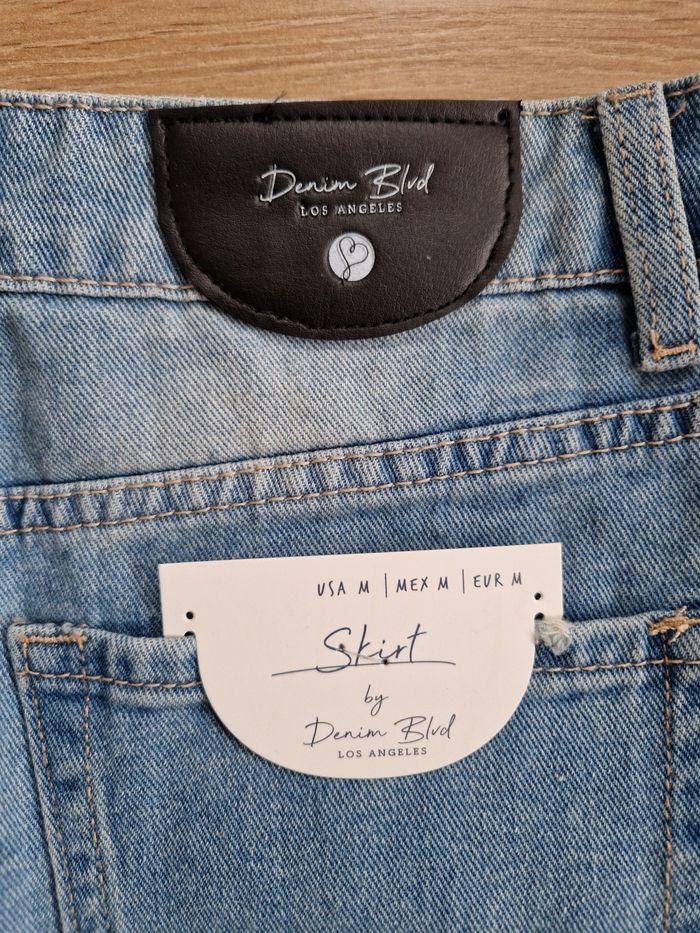 Denim Blvd
LOS ANGELES
USA M | MEX M | EUR M
Skirt
by
Denim Blvd
LOS ANGELES